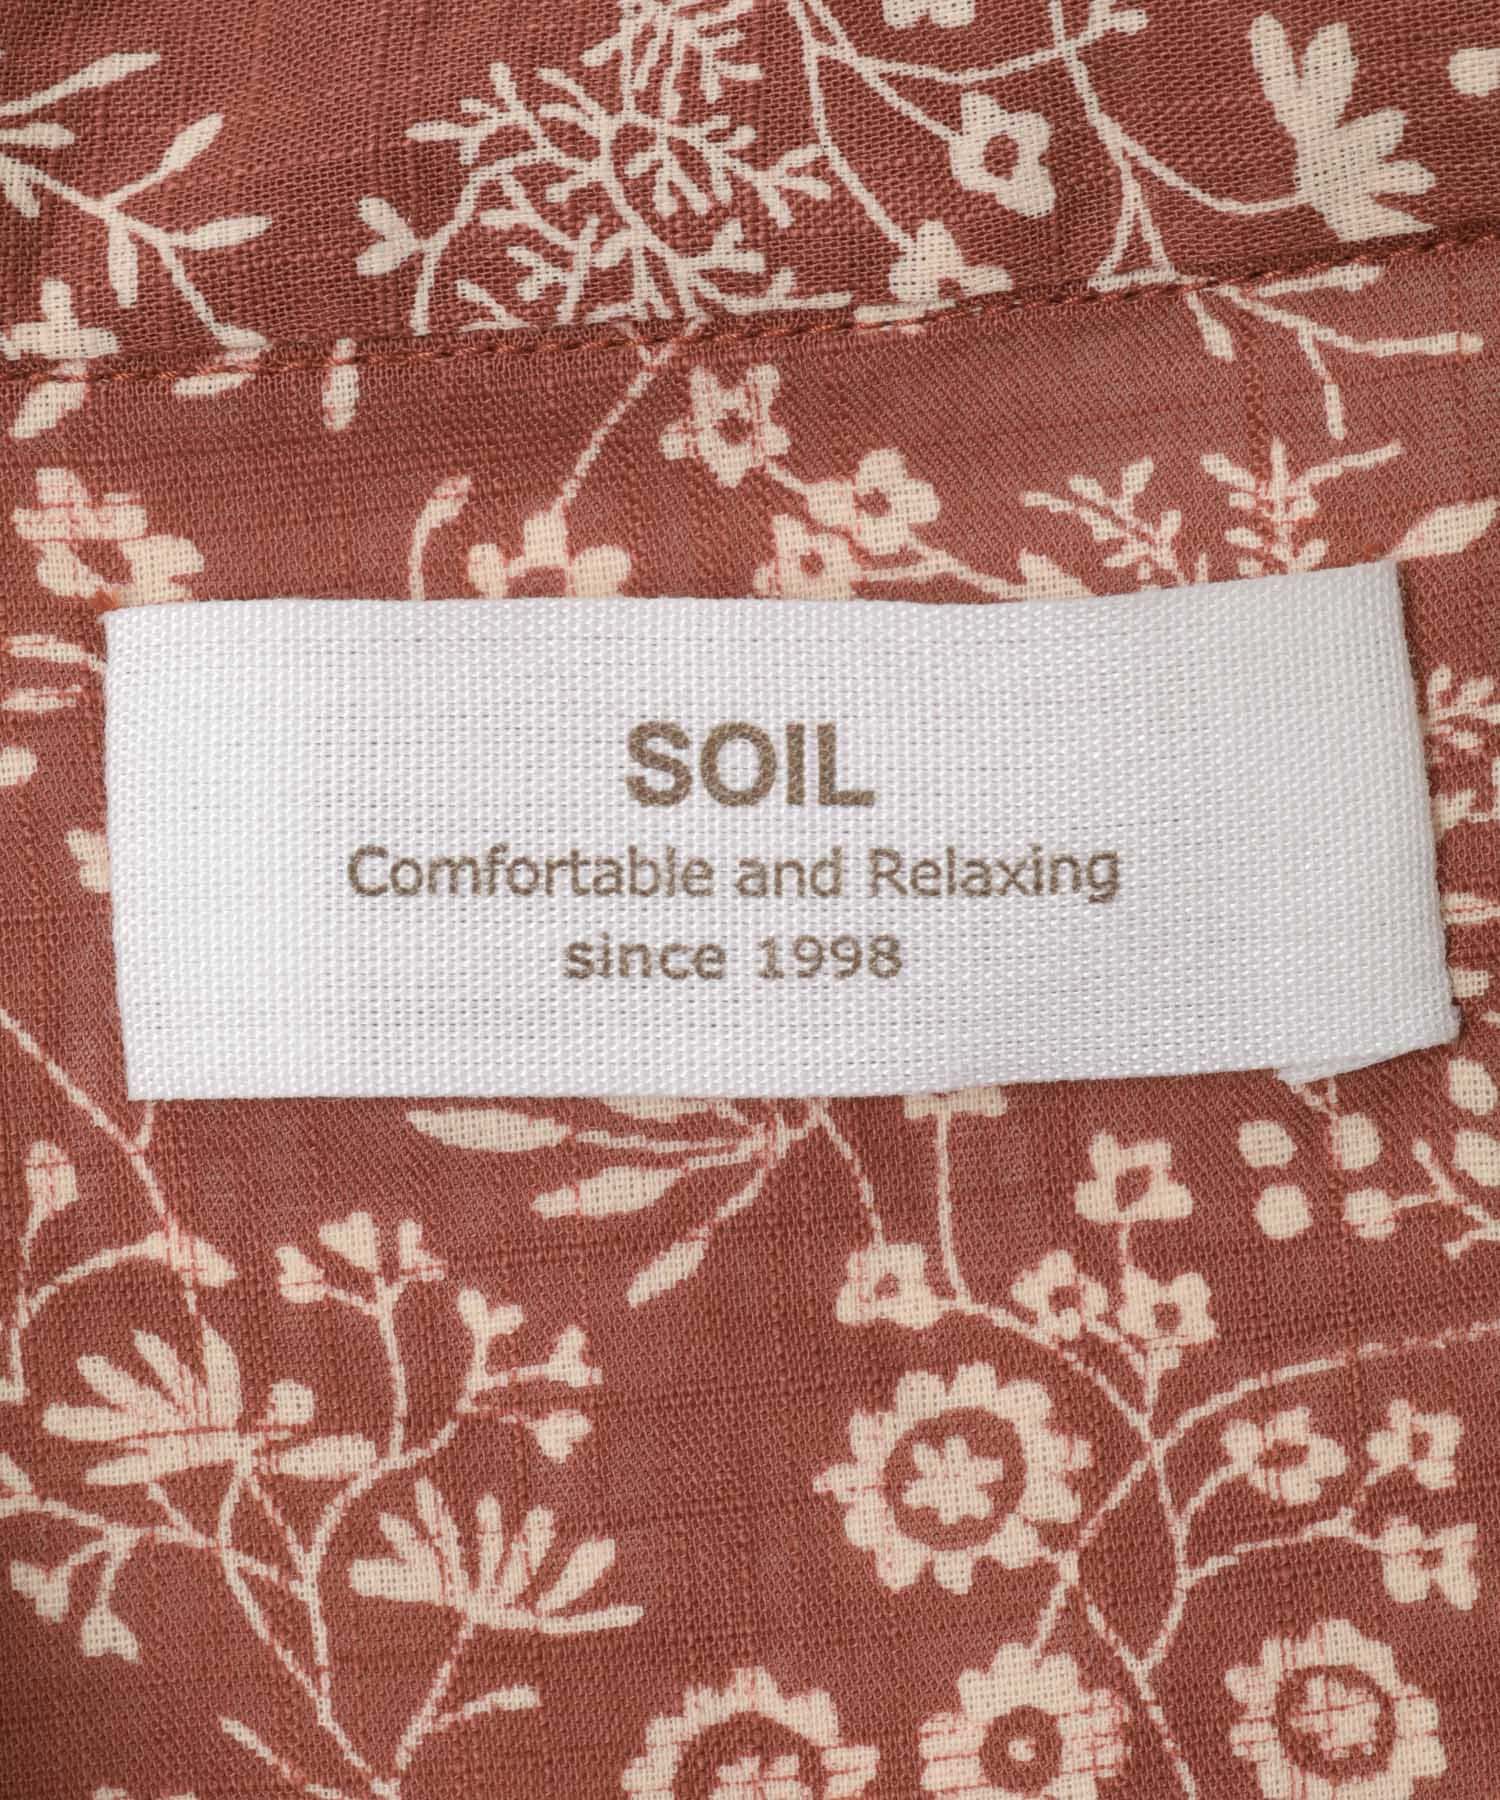 SOIL
Comfortable and Relaxing
since 1998